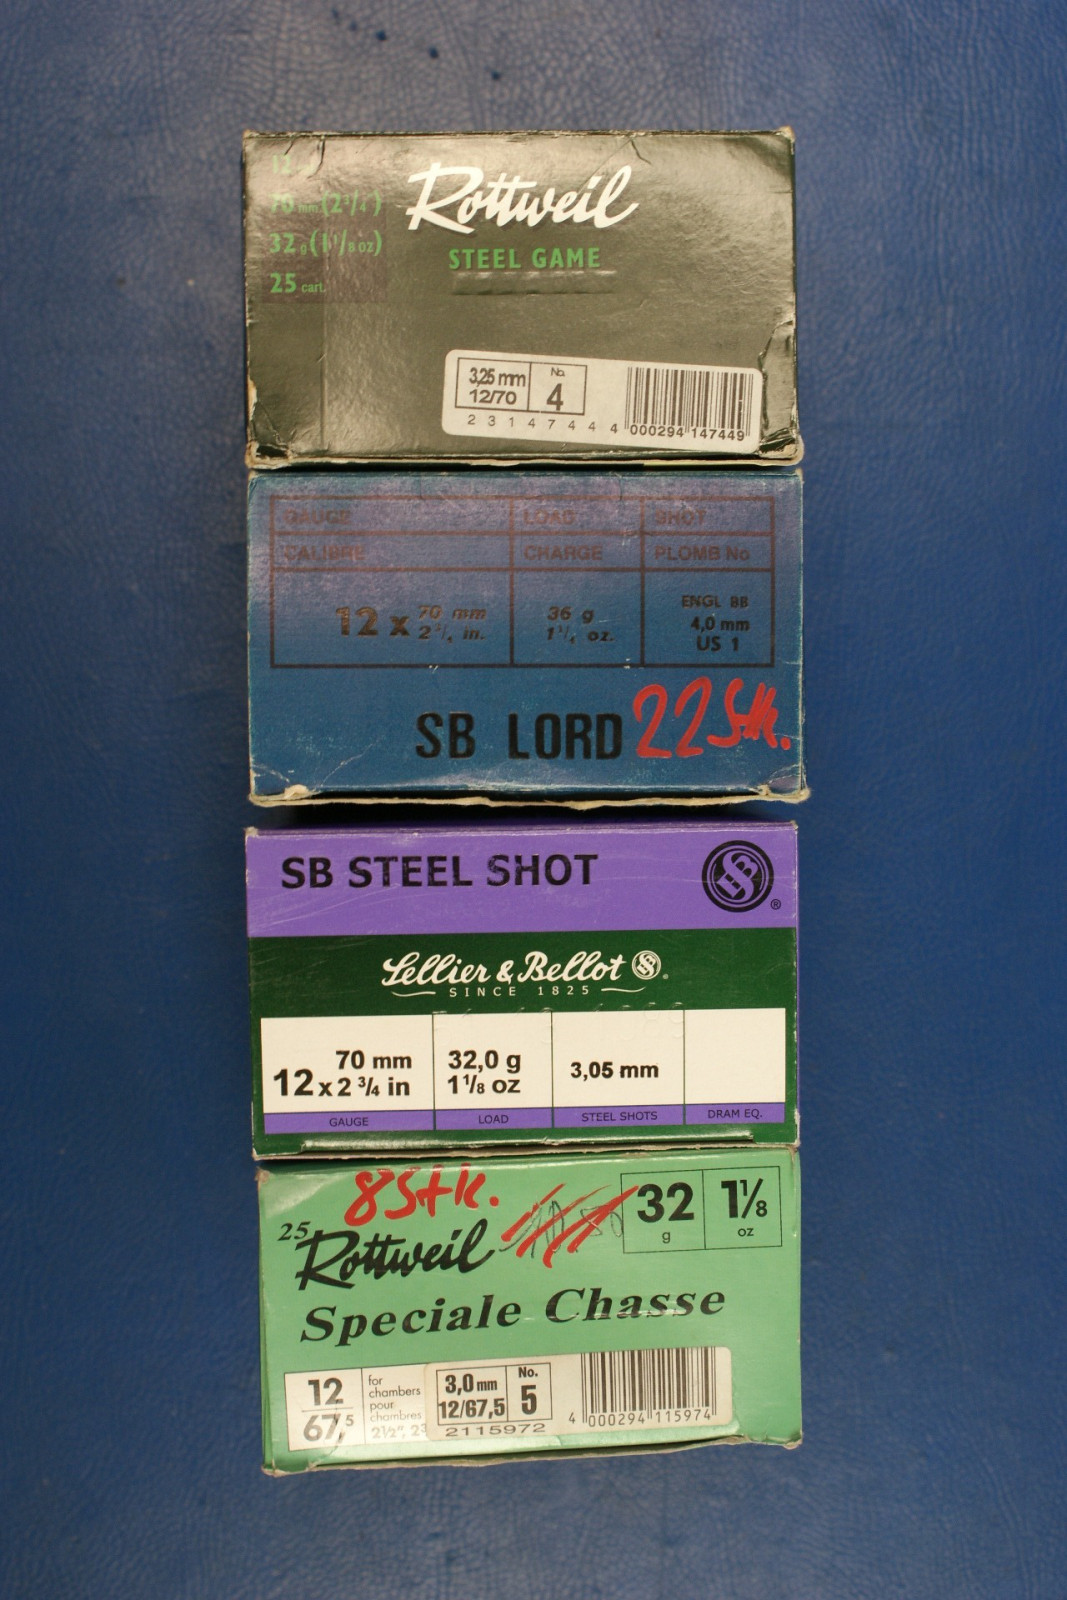 12
70 mm (2 3/4")
32 g (1 1/8 oz)
25 cart.
Rottweil
STEEL GAME
3,25 mm
12/70
No.
4
2 3 1 4 7 4 4
4 000294 147449
GAUGE LOAD SHOT
CALIBRE CHARGE PLOMB No
12 x 70 mm 2 3/4 in.
36 g
1 1/4 oz.
ENGL BB
4,0 mm
US 1
SB LORD 22 Stk.
SB STEEL SHOT
SB
®
Sellier & Bellot
SINCE 1825
70 mm
12 x 2 3/4 in
32,0 g
1 1/8 oz
3,05 mm
GAUGE LOAD STEEL SHOTS DRAM EQ.
8 Stk.
25
Rottweil
32
g
1 1/8
oz
Speciale Chasse
12
67,5
for
chambers
pour
chambres
2½",
3,0 mm
12/67,5
No.
5
2115972
4 000294 115974